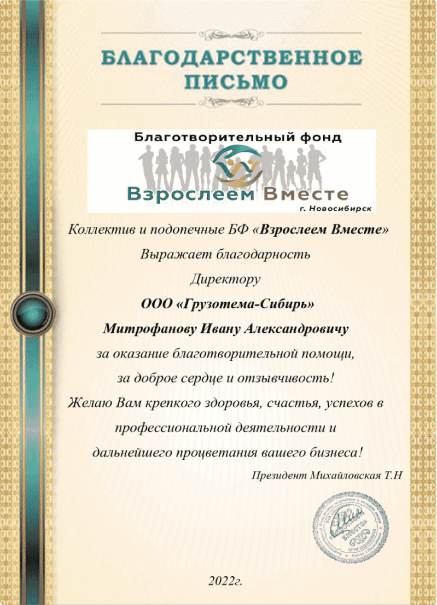 БЛАГОДАРСТВЕННОЕ
ПИСЬМО
Благотворительный фонд
Взрослеем Вместе
г. Новосибирск
Коллектив и подопечные БФ «Взрослеем Вместе»
Выражает благодарность
Директору
ООО «Грузотема-Сибирь»
Митрофанову Ивану Александровичу
за оказание благотворительной помощи,
за доброе сердце и отзывчивость!
Желаю Вам крепкого здоровья, счастья, успехов в
профессиональной деятельности и
дальнейшего процветания вашего бизнеса!
Президент Михайловская Т.Н
ВМЕСТЕ
2022г.